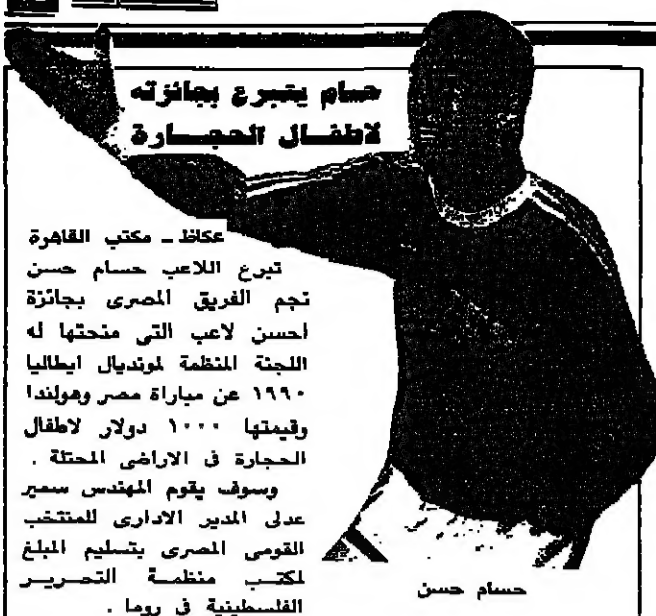 حسام يتبرع بجائزته
لاطفال الحجارة
عكاظ ـ مكتب القاهرة
تبرع اللاعب حسام حسن
نجم الفريق المصرى بجائزة
احسن لاعب التى منحتها له
اللجنة المنظمة لمونديال ايطاليا
١٩٩٠ عن مباراة مصر وهولندا
وقيمتها ١٠٠٠ دولار لاطفال
الحجارة فى الاراضى المحتلة .
وسوف يقوم المهندس سمير
عدلى المدير الادارى للمنتخب
القومى المصرى بتسليم المبلغ
لمكتب منظمة التحرير
الفلسطينية فى روما .
حسام حسن